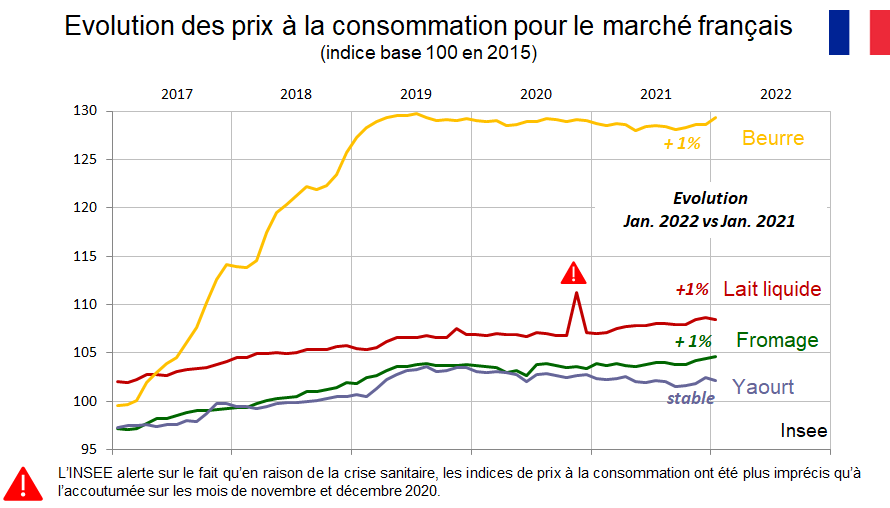 Evolution des prix à la consommation pour le marché français
(indice base 100 en 2015)
2017 2018 2019 2020 2021 2022
130
125
120
115
110
105
100
95
Beurre
+ 1%
Evolution
Jan. 2022 vs Jan. 2021
+1% Lait liquide
+ 1% Fromage
Yaourt
stable
Insee
L'INSEE alerte sur le fait qu'en raison de la crise sanitaire, les indices de prix à la consommation ont été plus imprécis qu'à
l'accoutumée sur les mois de novembre et décembre 2020.